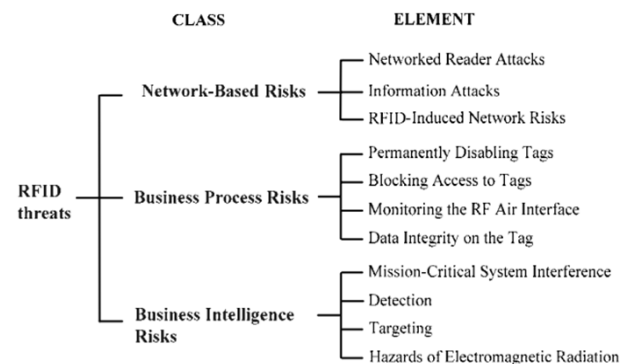 CLASS
ELEMENT
RFID
threats
Network-Based Risks
Networked Reader Attacks
Information Attacks
RFID-Induced Network Risks
Business Process Risks
Permanently Disabling Tags
Blocking Access to Tags
Monitoring the RF Air Interface
Data Integrity on the Tag
Business Intelligence
Risks
Mission-Critical System Interference
Detection
Targeting
Hazards of Electromagnetic Radiation